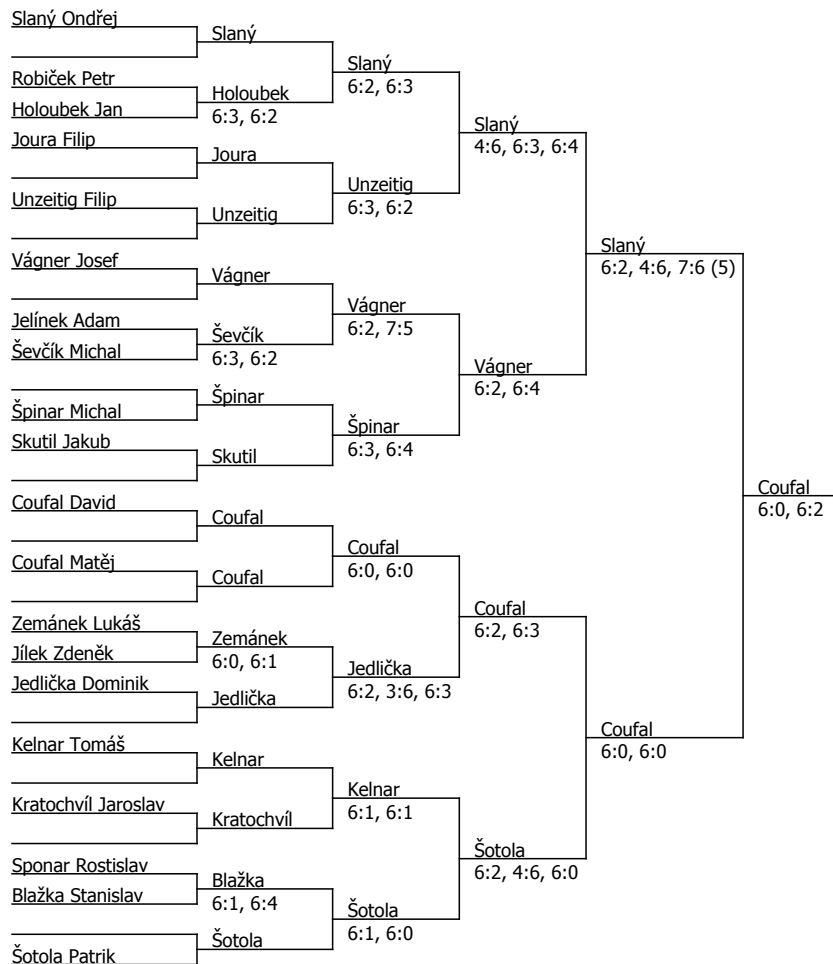 Slaný Ondřej
Robiček Petr
Holoubek Jan
Joura Filip
Unzeitig Filip
Vágner Josef
Jelínek Adam
Ševčík Michal
Špinar Michal
Skutil Jakub
Coufal David
Coufal Matěj
Zemánek Lukáš
Jílek Zdeněk
Jedlička Dominik
Kelnar Tomáš
Kratochvíl Jaroslav
Sponar Rostislav
Blažka Stanislav
Šotola Patrik
Slaný
Holoubek
6:3, 6:2
Joura
Unzeitig
Vágner
Ševčík
6:3, 6:2
Špinar
Skutil
Coufal
Coufal
Zemánek
6:0, 6:1
Jedlička
Kelnar
Kratochvíl
Blažka
6:1, 6:4
Šotola
Slaný
6:2, 6:3
Unzeitig
6:3, 6:2
Vágner
6:2, 7:5
Špinar
6:3, 6:4
Coufal
6:0, 6:0
Jedlička
6:2, 3:6, 6:3
Kelnar
6:1, 6:1
Šotola
6:1, 6:0
Slaný
4:6, 6:3, 6:4
Vágner
6:2, 6:4
Coufal
6:2, 6:3
Šotola
6:2, 4:6, 6:0
Slaný
6:2, 4:6, 7:6 (5)
Coufal
6:0, 6:0
Coufal
6:0, 6:2